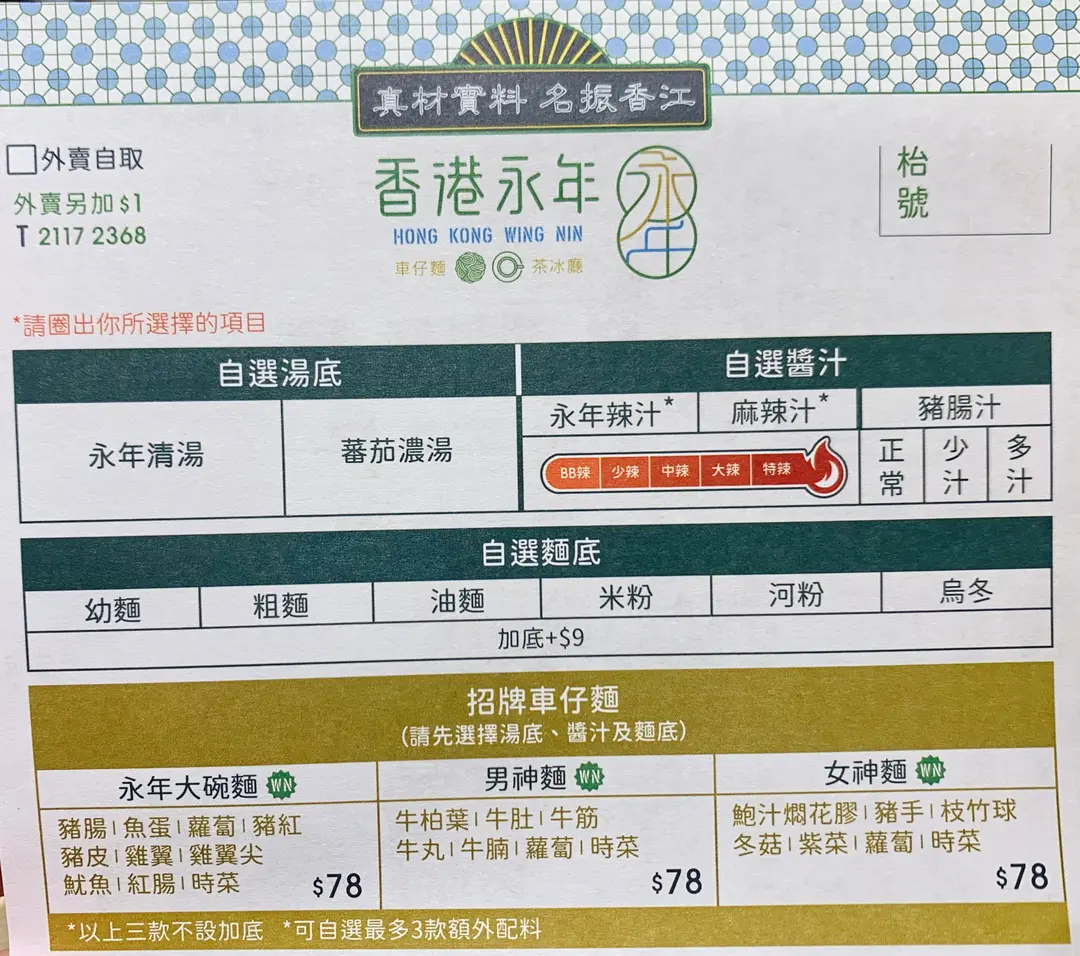 真材實料 名振香江
外賣自取
外賣另加$1
T 2117 2368
香港永年
永年
HONG KONG WING NIN
車仔麵 茶冰廳
枱號
*請圈出你所選擇的項目
自選湯底
永年清湯 蕃茄濃湯
自選醬汁
永年辣汁* 麻辣汁* 豬腸汁
BB辣 少辣 中辣 大辣 特辣
正常 少汁 多汁
自選麵底
幼麵 粗麵 油麵 米粉 河粉 烏冬
加底+$9
招牌車仔麵
(請先選擇湯底、醬汁及麵底)
永年大碗麵 WN
豬腸|魚蛋|蘿蔔|豬紅
豬皮|雞翼|雞翼尖
魷魚|紅腸|時菜
$78
男神麵 WN
牛柏葉|牛肚|牛筋
牛丸|牛腩|蘿蔔|時菜
$78
女神麵 WN
鮑汁燜花膠|豬手|枝竹球
冬菇|紫菜|蘿蔔|時菜
$78
*以上三款不設加底 *可自選最多3款額外配料